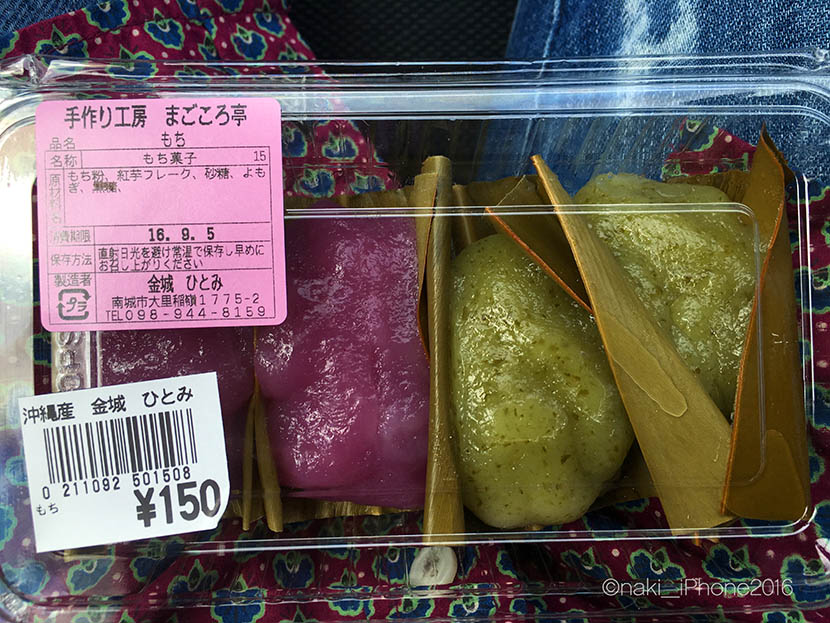 手作り工房 まごころ亭
品名 もち
名称 もち菓子 15
原材料名 もち粉、紅芋フレーク、砂糖、よも
ぎ、黒糖、
消費期限 16.9.5
保存方法 直射日光を避け常温で保存し早めに
お召し上がりください
製造者 金城 ひとみ
プラ 南城市大里稲嶺1775-2
TEL098-944-8159
沖縄産 金城 ひとみ
0 211092 501508
もち ¥150
©naki__iPhone2016